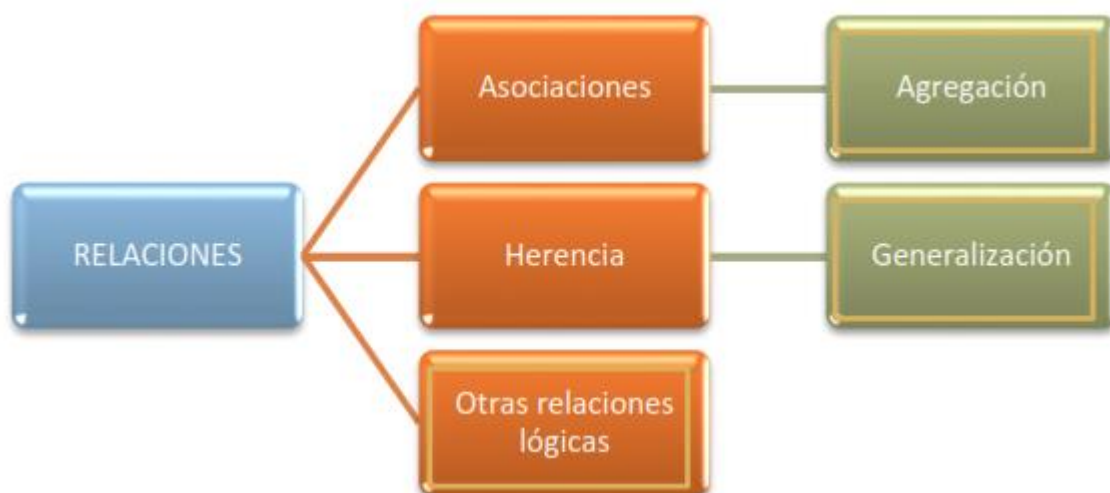 Asociaciones
Agregación
RELACIONES
Herencia
Generalización
Otras relaciones
lógicas